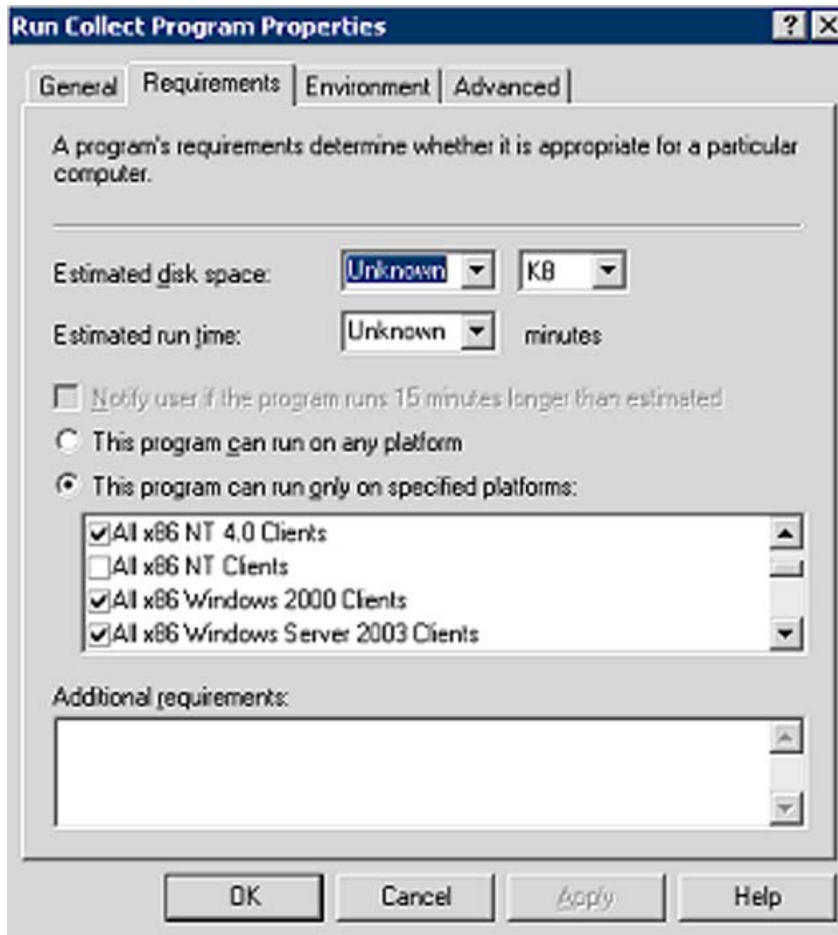 Run Collect Program Properties
General Requirements Environment Advanced
A program's requirements determine whether it is appropriate for a particular
computer.
Estimated disk space: Unknown KB
Estimated run time: Unknown minutes
Notify user if the program runs 15 minutes longer than estimated
This program can run on any platform
This program can run only on specified platforms:
All x86 NT 4.0 Clients
All x86 NT Clients
All x86 Windows 2000 Clients
All x86 Windows Server 2003 Clients
Additional requirements:
OK Cancel Apply Help